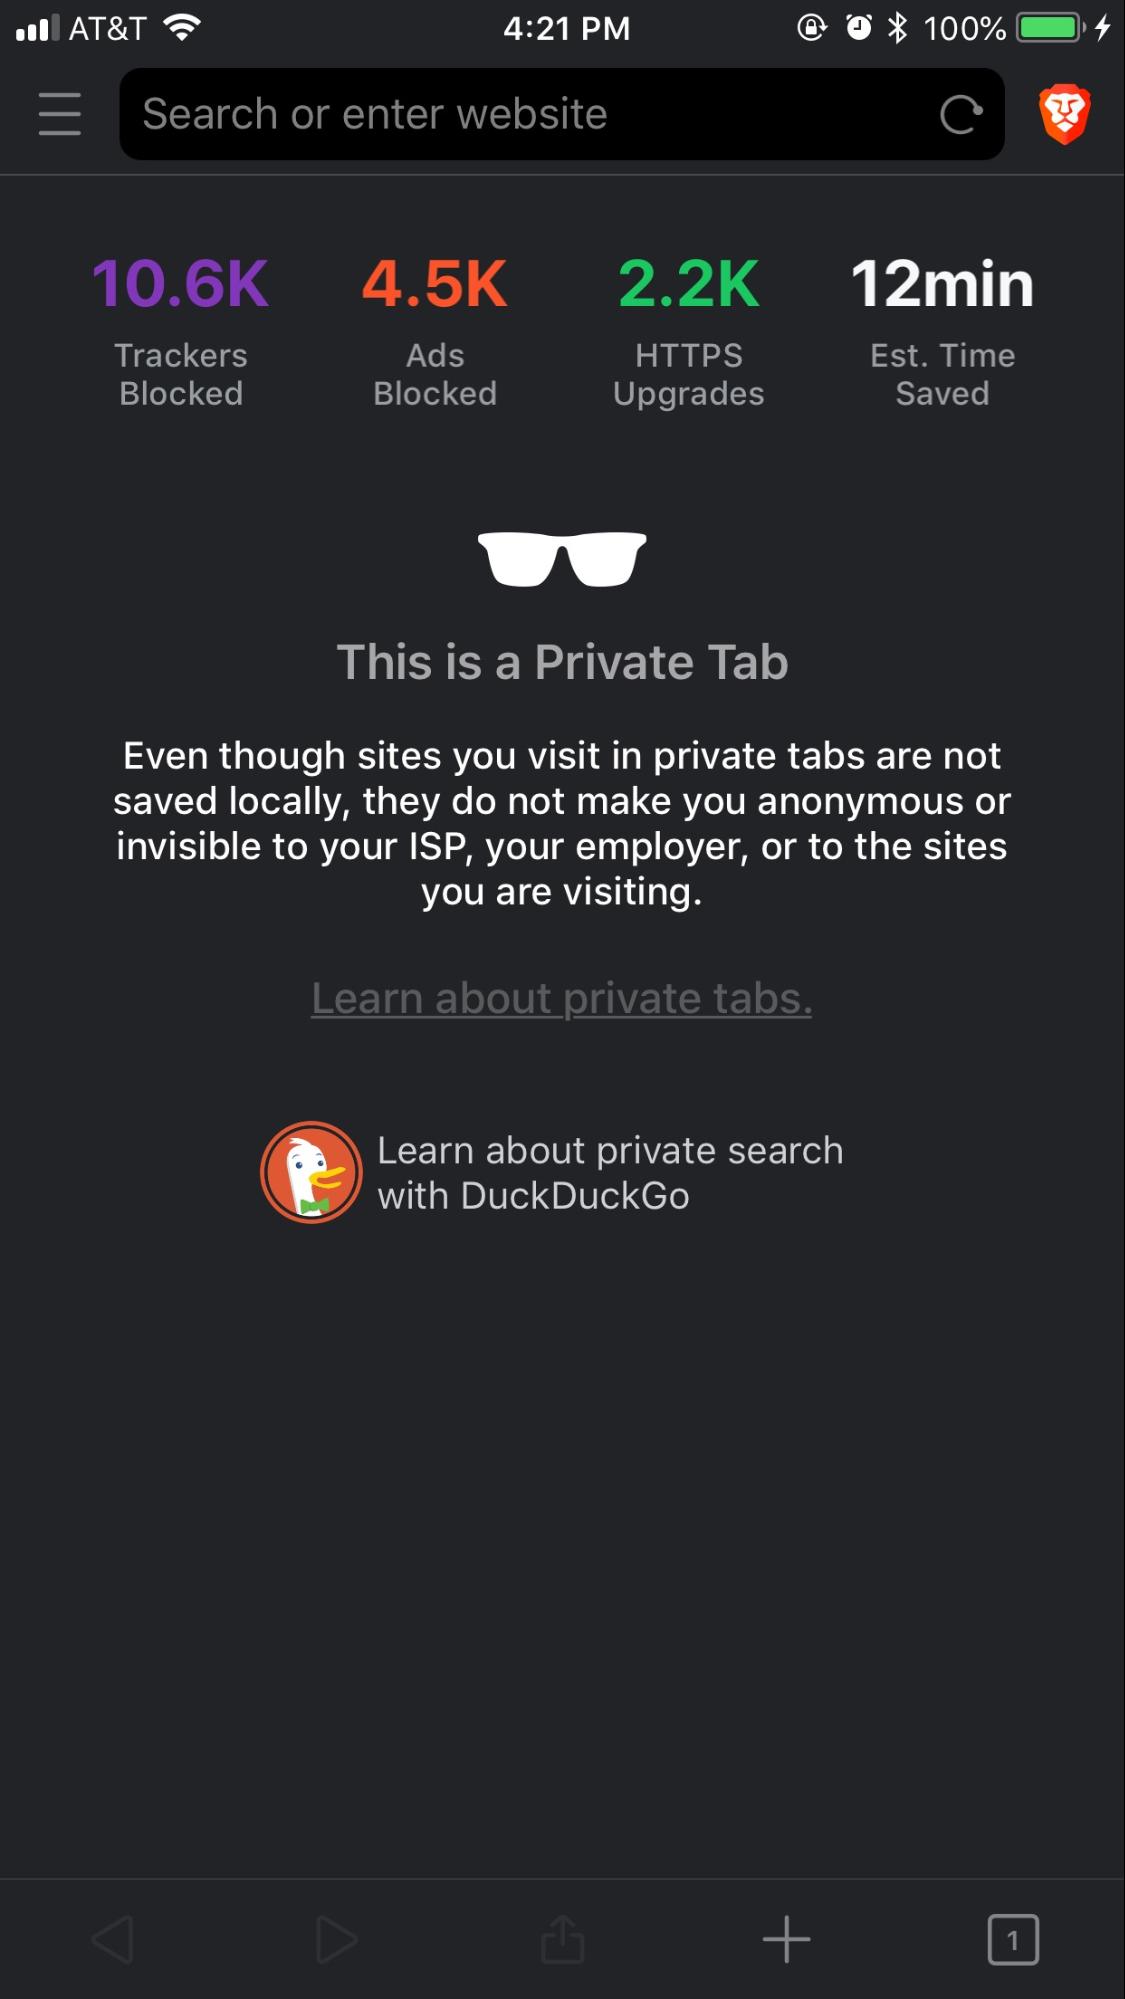 AT&T 4:21 PM 100%
Search or enter website
10.6K 4.5K 2.2K 12min
Trackers Ads HTTPS Est. Time
Blocked Blocked Upgrades Saved
This is a Private Tab
Even though sites you visit in private tabs are not
saved locally, they do not make you anonymous or
invisible to your ISP, your employer, or to the sites
you are visiting.
Learn about private tabs.
Learn about private search
with DuckDuckGo
1